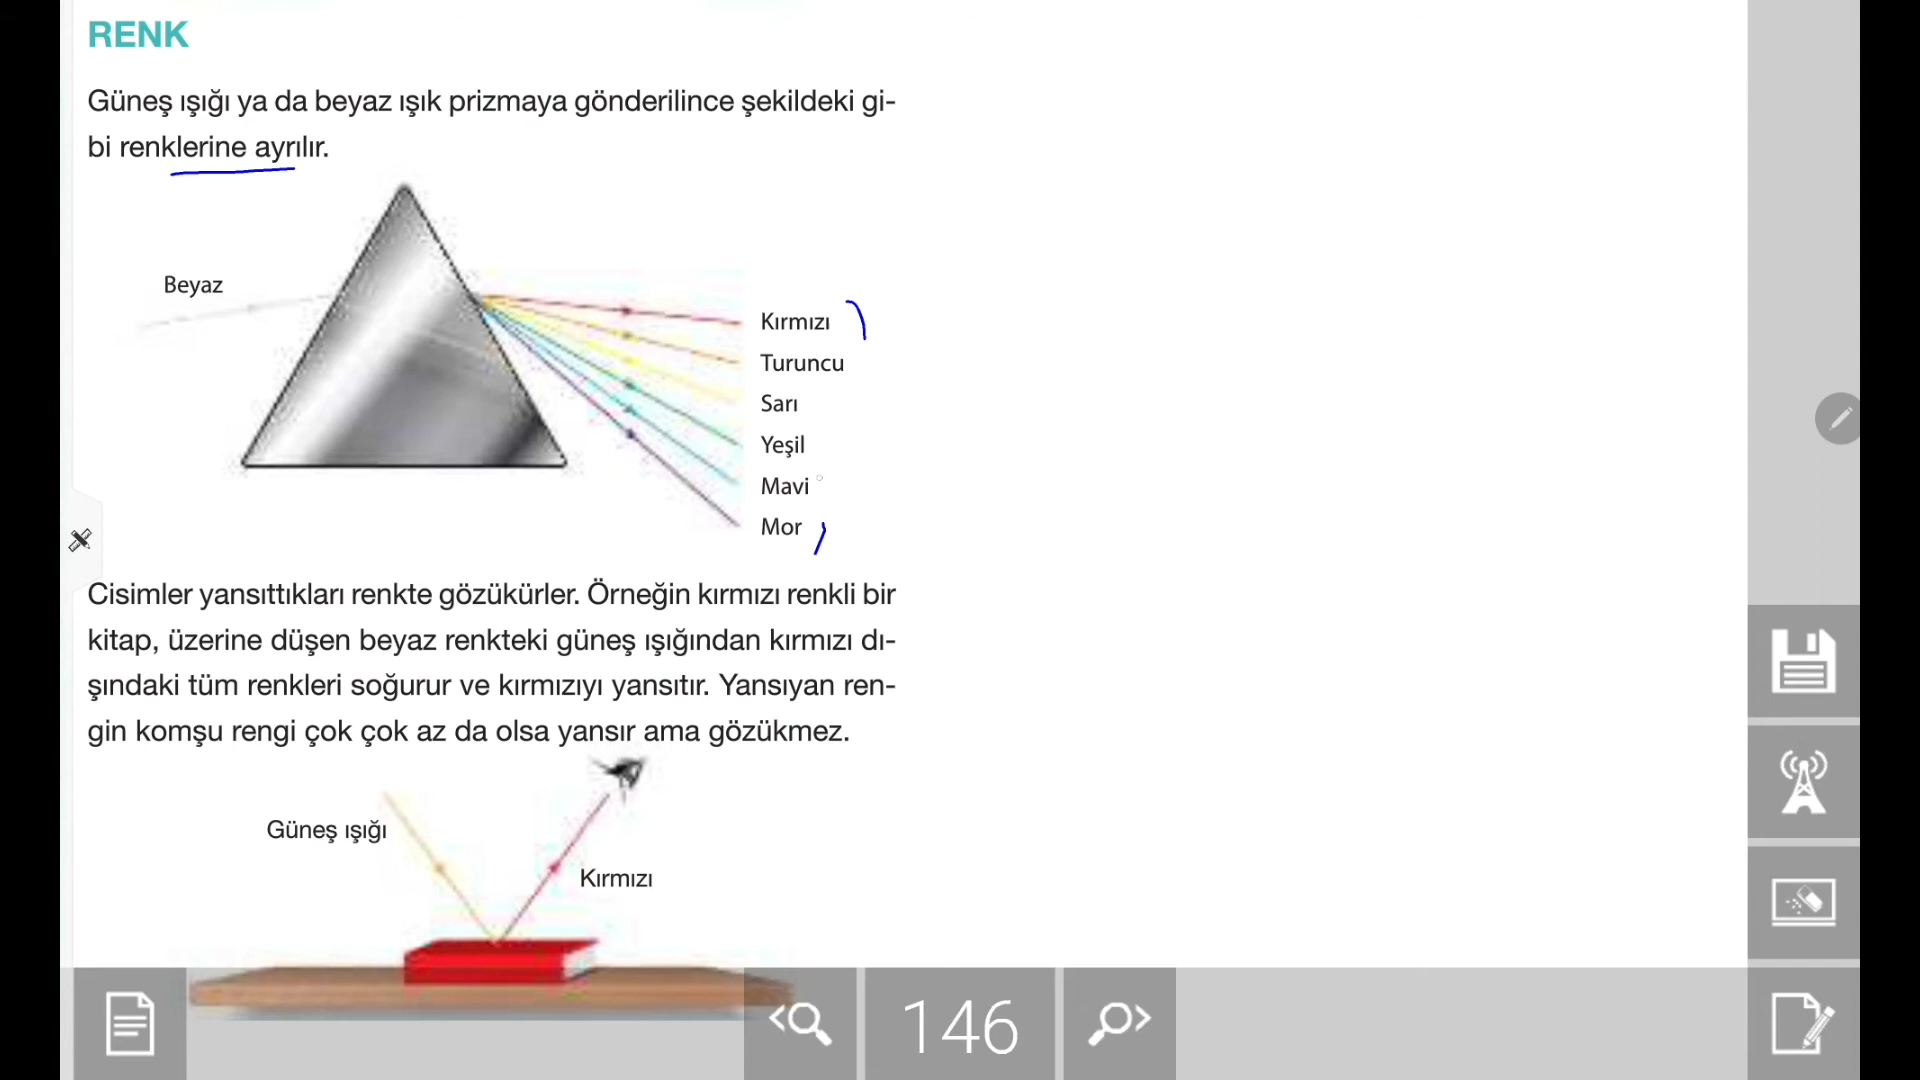 RENK
Güneş ışığı ya da beyaz ışık prizmaya gönderilince şekildeki gi-
bi renklerine ayrılır.
Beyaz
Kırmızı
Turuncu
Sarı
Yeşil
Mavi
Mor
Cisimler yansıttıkları renkte gözükürler. Örneğin kırmızı renkli bir
kitap, üzerine düşen beyaz renkteki güneş ışığından kırmızı dı-
şındaki tüm renkleri soğurur ve kırmızıyı yansıtır. Yansıyan ren-
gin komşu rengi çok çok az da olsa yansır ama gözükmez.
Güneş ışığı
Kırmızı
146